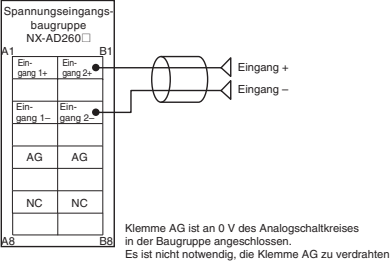 Spannungseingangs-
baugruppe
NX-AD260□
A1 B1
Ein-
gang 1+
Ein-
gang 2+
Eingang +
Eingang –
Ein-
gang 1–
Ein-
gang 2–
AG AG
NC NC
A8 B8
Klemme AG ist an 0 V des Analogschaltkreises
in der Baugruppe angeschlossen.
Es ist nicht notwendig, die Klemme AG zu verdrahten